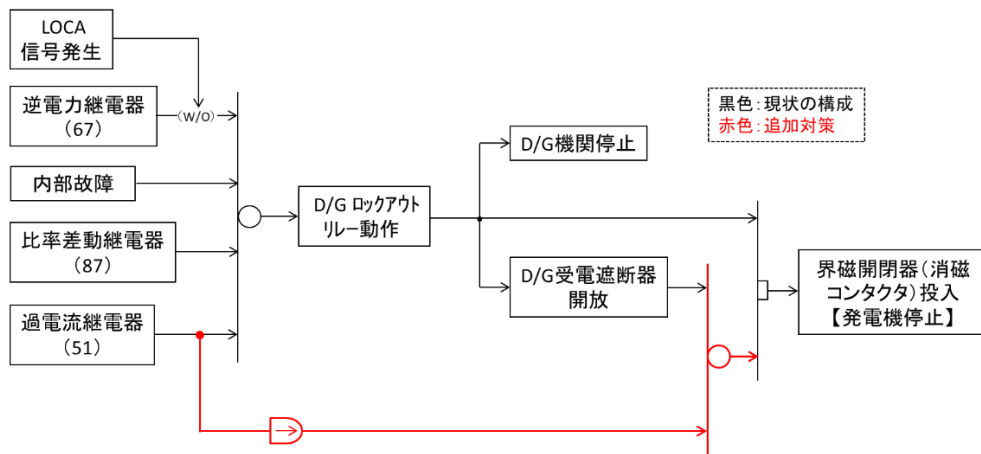 LOCA
信号発生
逆電力継電器
(67)
(W/O)
内部故障
比率差動継電器
(87)
過電流継電器
(51)
D/G ロックアウト
リレー動作
D/G機関停止
D/G受電遮断器
開放
黒色：現状の構成
赤色：追加対策
界磁開閉器（消磁
コンタクタ）投入
【発電機停止】